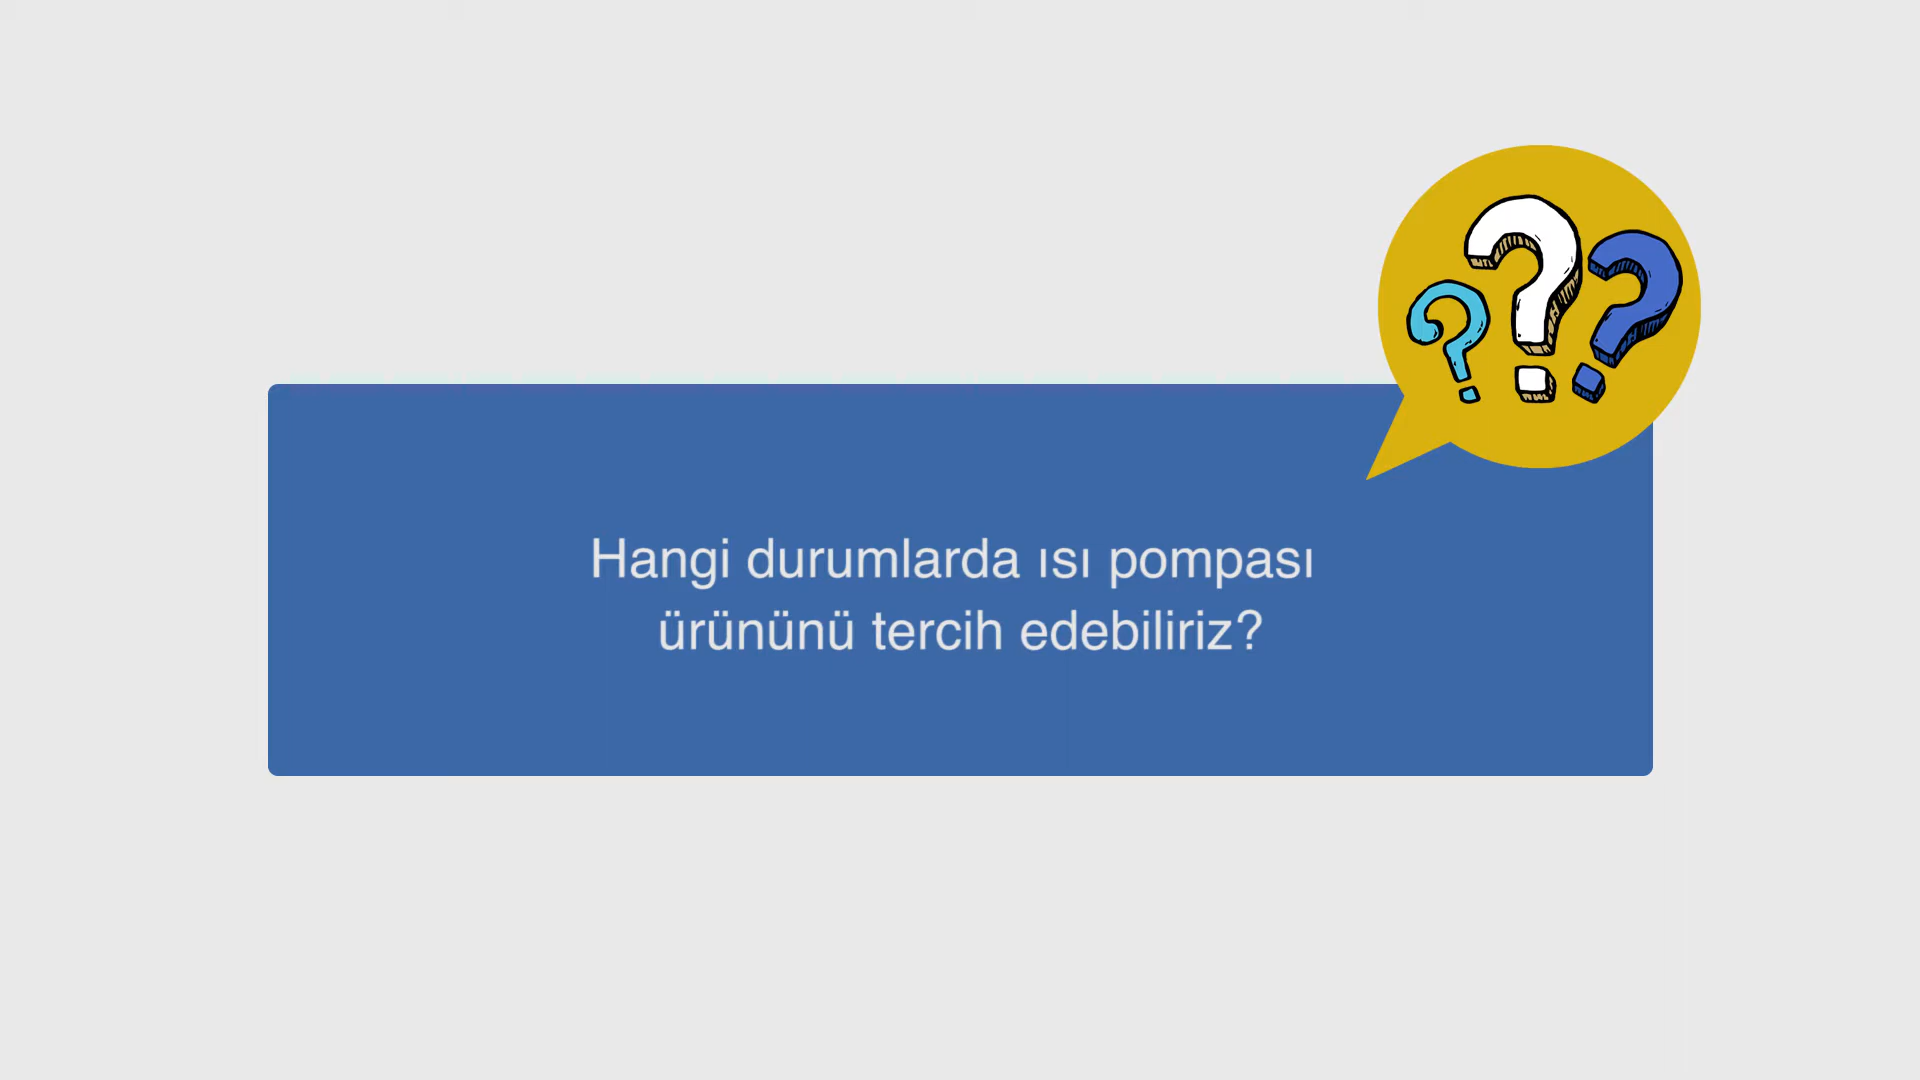 Hangi durumlarda ısı pompası
ürününü tercih edebiliriz?